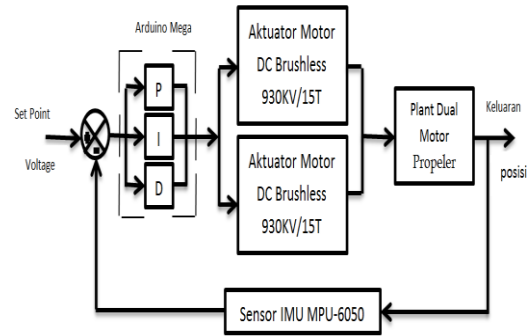 Arduino Mega
Set Point
Voltage
P
I
D
Aktuator Motor
DC Brushless
930KV/15T
Aktuator Motor
DC Brushless
930KV/15T
Plant Dual
Motor
Propeler
Keluaran
posisi
Sensor IMU MPU-6050